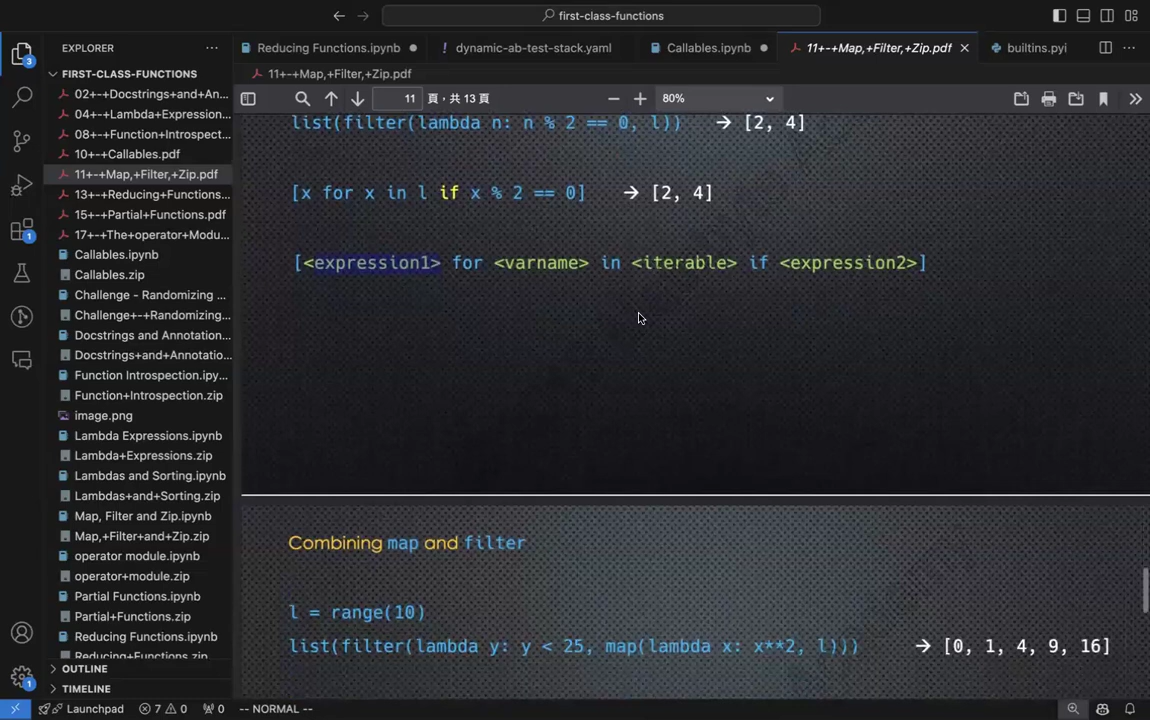 first-class-functions
EXPLORER
Reducing Functions.ipynb
dynamic-ab-test-stack.yaml
Callables.ipynb
11+-+Map,+Filter,+Zip.pdf
builtins.pyi
FIRST-CLASS-FUNCTIONS
11+-+Map,+Filter,+Zip.pdf
02+-+Docstrings+and+An...
04+-+Lambda+Expression...
08+-+Function+Introspect...
10+-+Callables.pdf
11+-+Map,+Filter,+Zip.pdf
13+-+Reducing+Functions...
15+-+Partial+Functions.pdf
17+-+The+operator+Modu...
Callables.ipynb
Callables.zip
Challenge - Randomizing ...
Challenge+-+Randomizing...
Docstrings and Annotation...
Docstrings+and+Annotatio...
Function Introspection.ipy...
Function+Introspection.zip
image.png
Lambda Expressions.ipynb
Lambda+Expressions.zip
Lambdas and Sorting.ipynb
Lambdas+and+Sorting.zip
Map, Filter and Zip.ipynb
Map,+Filter+and+Zip.zip
operator module.ipynb
operator+module.zip
Partial Functions.ipynb
Partial+Functions.zip
Reducing Functions.ipynb
Reducing+Functions.zip
OUTLINE
TIMELINE
11 頁，共 13 頁
80%
list(filter(lambda n: n % 2 == 0, l)) → [2, 4]
[x for x in l if x % 2 == 0] → [2, 4]
[<expression1> for <varname> in <iterable> if <expression2>]
Combining map and filter
l = range(10)
list(filter(lambda y: y < 25, map(lambda x: x**2, l))) → [0, 1, 4, 9, 16]
3
1
1
Launchpad 7 0 0 -- NORMAL --